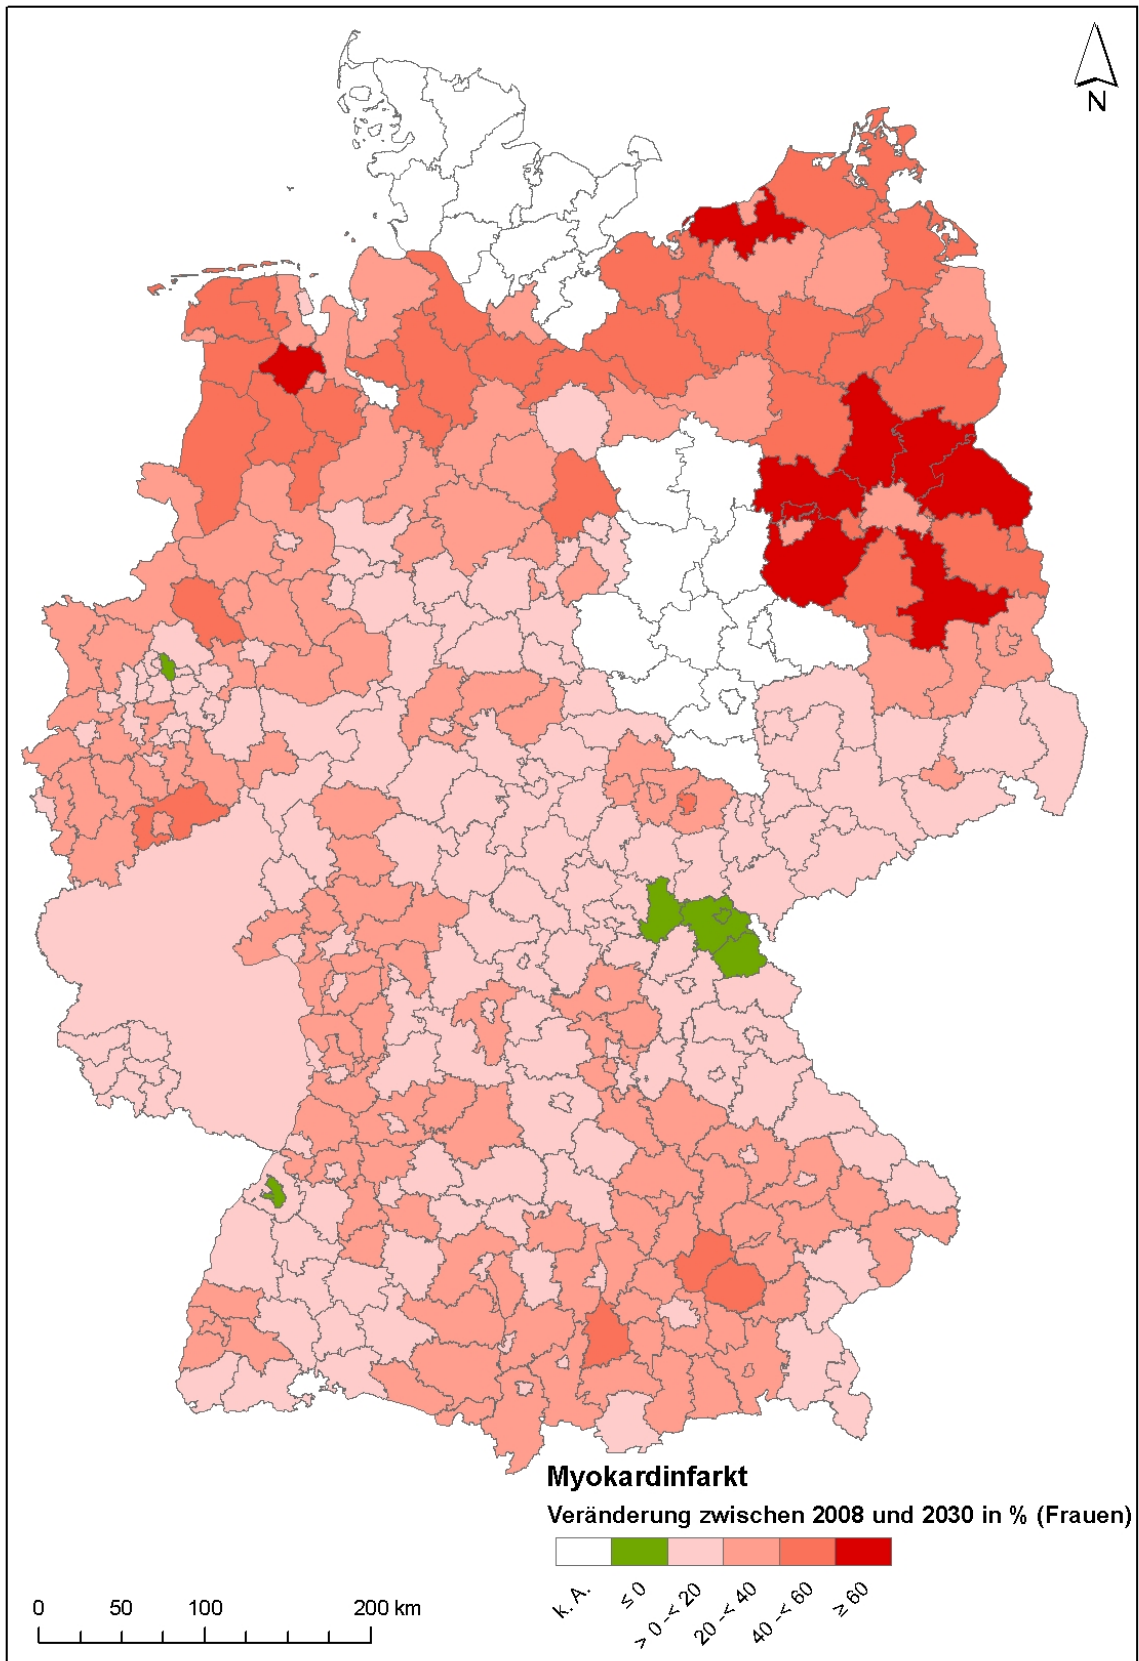 N
Myokardinfarkt
Veränderung zwischen 2008 und 2030 in % (Frauen)
k. A.
≤ 0
> 0 -< 20
20 -< 40
40 -< 60
≥ 60
0 50 100 200 km